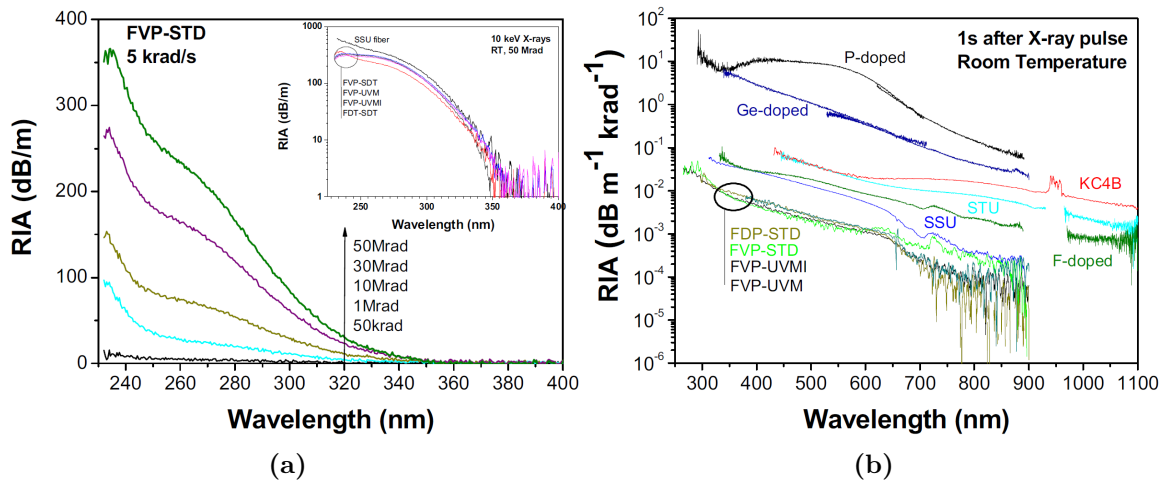 FVP-STD
5 krad/s
400
350
300
250
200
150
100
50
0
RIA (dB/m)
240
260
280
300
320
340
360
380
400
Wavelength (nm)
50Mrad
30Mrad
10Mrad
1Mrad
50krad
1000
100
10
1
RIA (dB/m)
SSU fiber
10 keV X-rays
RT, 50 Mrad
FVP-SDT
FVP-UVM
FVP-UVMI
FDT-SDT
250
300
350
400
Wavelength (nm)
(a)
1s after X-ray pulse
Room Temperature
10⁴
10³
10²
10¹
10⁰
10⁻¹
10⁻²
10⁻³
10⁻⁴
10⁻⁵
10⁻⁶
RIA (dB m⁻¹ krad⁻¹)
P-doped
Ge-doped
KC4B
STU
SSU
F-doped
FDP-STD
FVP-STD
FVP-UVMI
FVP-UVM
300
400
500
600
700
800
900
1000
1100
Wavelength (nm)
(b)